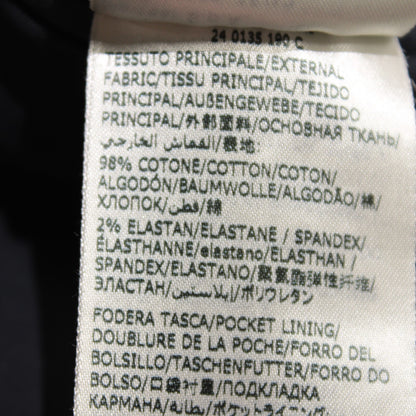 24 0135 190 C
TESSUTO PRINCIPALE/EXTERNAL
FABRIC/TISSU PRINCIPAL/TEJIDO
PRINCIPAL/AUßENGEWEBE/TECIDO
PRINCIPAL/外部面料/ОСНОВНАЯ ТКАНЬ/
القماش الخارجي/表地:
98% COTONE/COTTON/COTON/
ALGODÓN/BAUMWOLLE/ALGODÃO/棉/
ХЛОПОК/قطن/綿
2% ELASTAN/ELASTANE / SPANDEX/
ÉLASTHANNE/elastano/ELASTHAN /
SPANDEX/ELASTANO/聚氨酯弹性纤维/
ЭЛАСТАН/إيلاستين/ポリウレタン
FODERA TASCA/POCKET LINING/
DOUBLURE DE LA POCHE/FORRO DEL
BOLSILLO/TASCHENFUTTER/FORRO DO
BOLSO/口袋衬里/ПОДКЛАДКА
КАРМАНА/بطانة/ポケットライニング